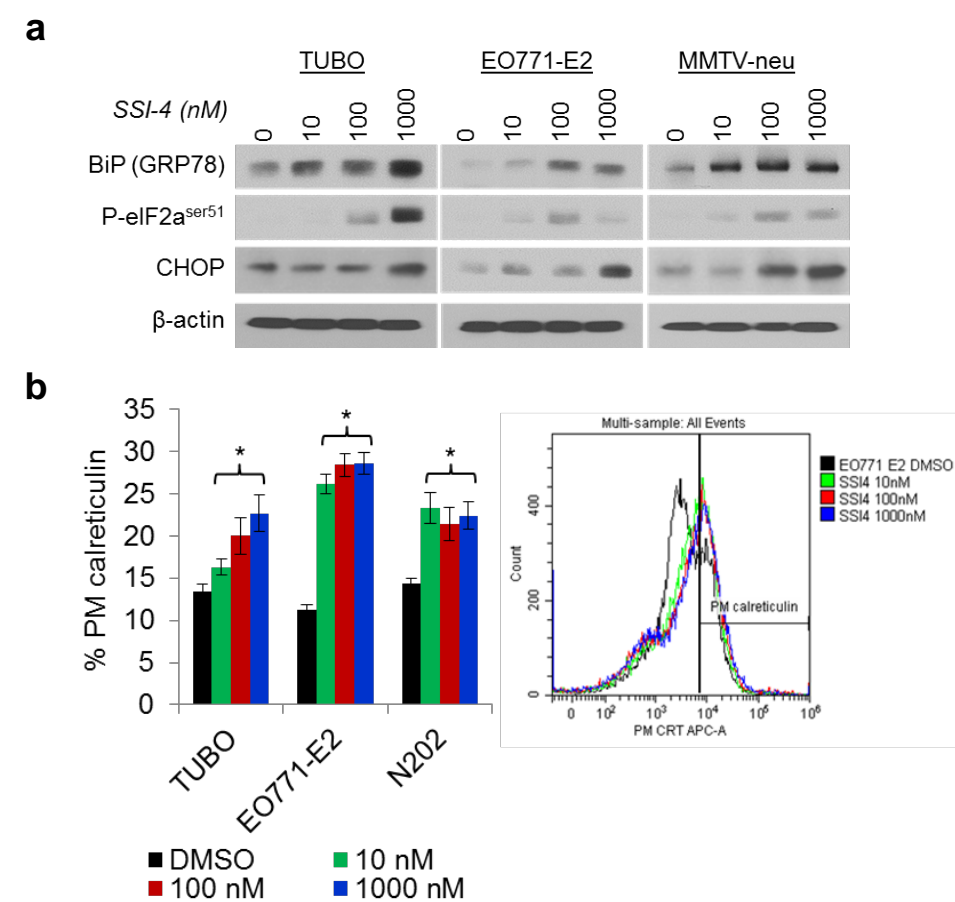 a
TUBO EO771-E2 MMTV-neu
SSI-4 (nM) 0 10 100 1000 0 10 100 1000 0 10 100 1000
BiP (GRP78)
P-eIF2aser51
CHOP
β-actin
b
% PM calreticulin
35
30
25
20
15
10
5
0
* * *
TUBO EO771-E2 N202
DMSO 10 nM
100 nM 1000 nM
Multi-sample: All Events
Count
400
200
0
PM calreticulin
0 10² 10³ 10⁴ 10⁵ 10⁶
PM CRT APC-A
EO771 E2 DMSO
SSI4 10nM
SSI4 100nM
SSI4 1000nM